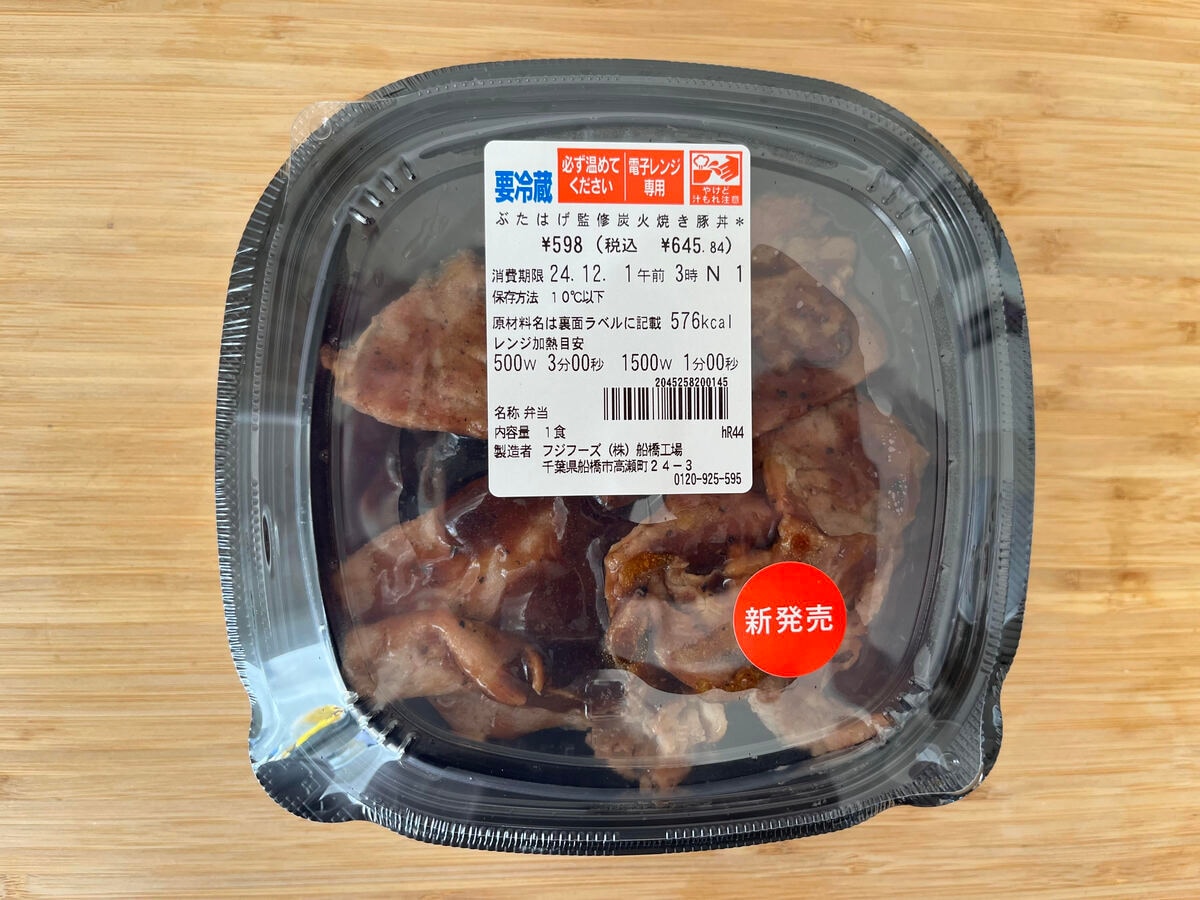 要冷蔵
必ず温めて
ください
電子レンジ
専用
やけど
汁もれ注意
ぶたはげ監修炭火焼き豚丼*
¥598(税込 ¥645.84)
消費期限 24.12. 1午前 3時 N 1
保存方法 10℃以下
原材料名は裏面ラベルに記載 576kcal
レンジ加熱目安
500W 3分00秒 1500W 1分00秒
2045258200145
名称 弁当
内容量 1食 hR44
製造者 フジフーズ(株)船橋工場
千葉県船橋市高瀬町24-3
0120-925-595
新発売